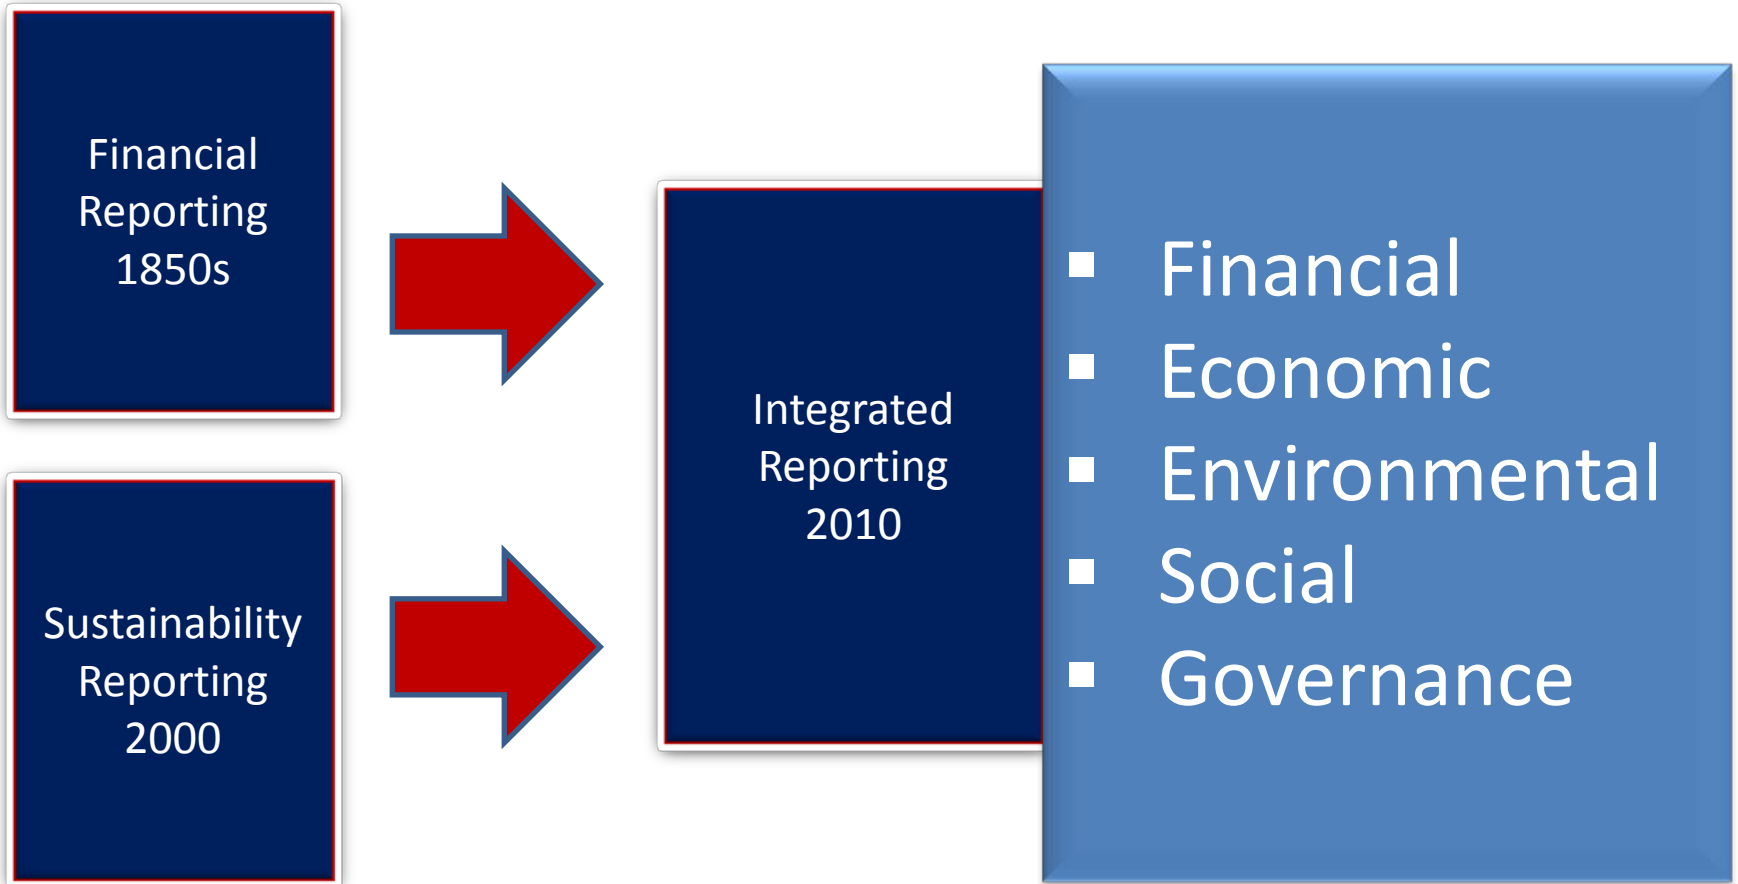 Financial
Reporting
1850s
Sustainability
Reporting
2000
Integrated
Reporting
2010
▪ Financial
▪ Economic
▪ Environmental
▪ Social
▪ Governance